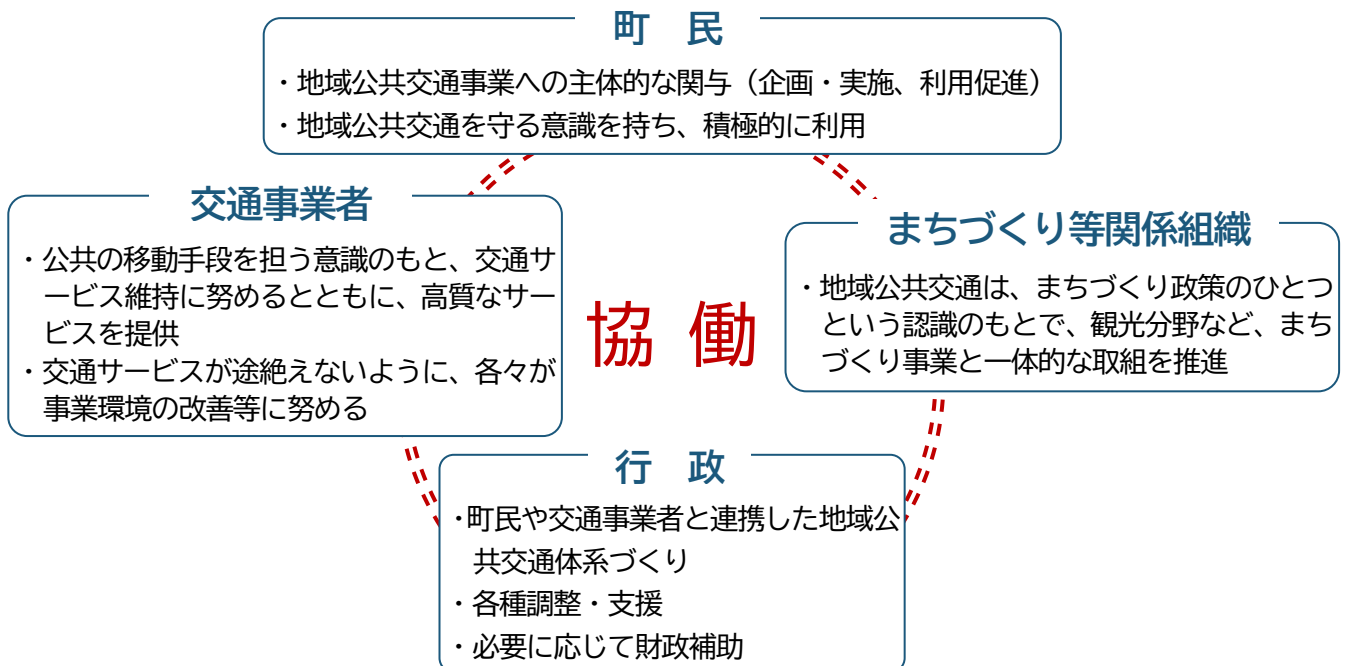 町　民
・地域公共交通事業への主体的な関与（企画・実施、利用促進）
・地域公共交通を守る意識を持ち、積極的に利用
交通事業者
・公共の移動手段を担う意識のもと、交通サ
ービス維持に努めるとともに、高質なサー
ビスを提供
・交通サービスが途絶えないように、各々が
事業環境の改善等に努める
協 働
まちづくり等関係組織
・地域公共交通は、まちづくり政策のひとつ
という認識のもとで、観光分野など、まち
づくり事業と一体的な取組を推進
行　政
・町民や交通事業者と連携した地域公
共交通体系づくり
・各種調整・支援
・必要に応じて財政補助